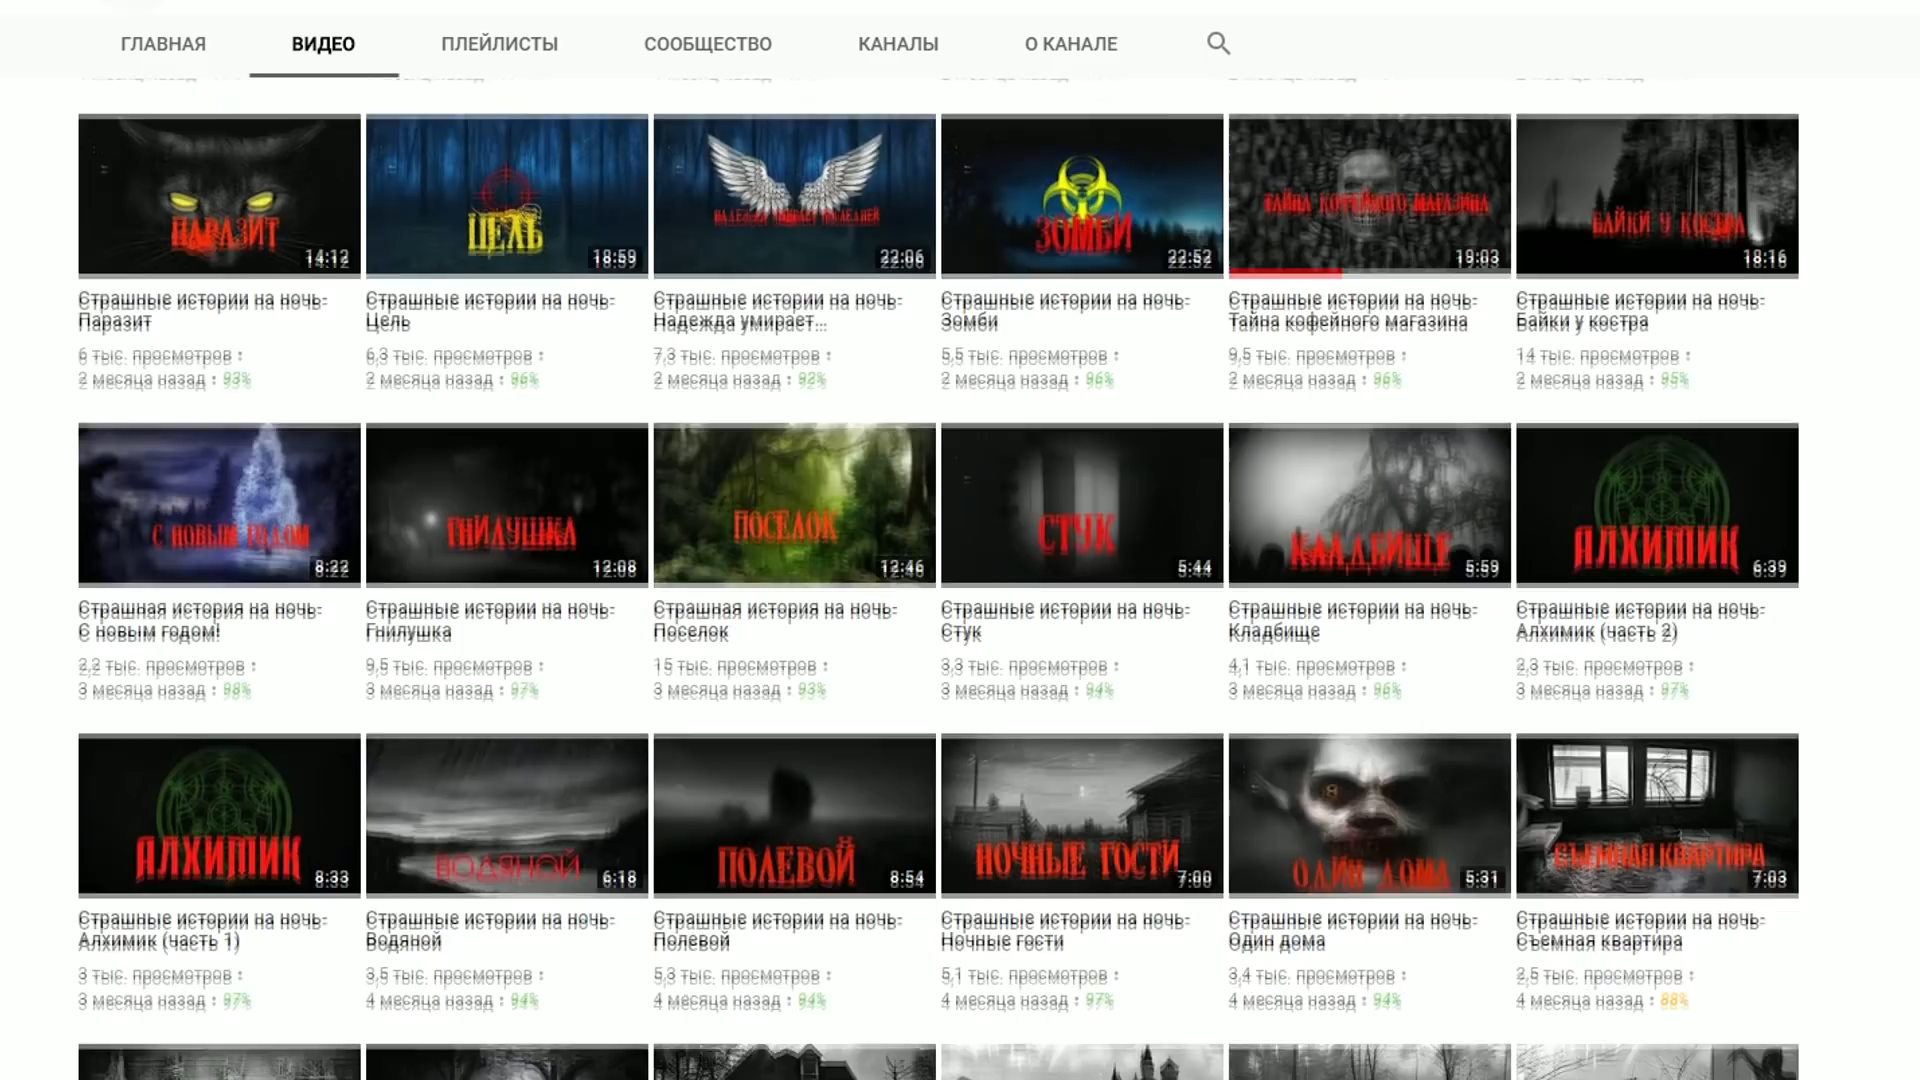 ГЛАВНАЯ ВИДЕО ПЛЕЙЛИСТЫ СООБЩЕСТВО КАНАЛЫ О КАНАЛЕ
ПАРАЗИТ
14:12
ЦЕЛЬ
18:59
НАДЕЖДА УМИРАЕТ ПОСЛЕДНЕЙ
22:06
ЗОМБИ
22:52
ТАЙНА КОФЕЙНОГО МАГАЗИНА
19:03
БАЙКИ У КОСТРА
18:16
Страшные истории на ночь-
Паразит
6 тыс. просмотров •
2 месяца назад • 93%
Страшные истории на ночь-
Цель
6,3 тыс. просмотров •
2 месяца назад • 96%
Страшные истории на ночь-
Надежда умирает...
7,3 тыс. просмотров •
2 месяца назад • 92%
Страшные истории на ночь-
Зомби
5,5 тыс. просмотров •
2 месяца назад • 96%
Страшные истории на ночь-
Тайна кофейного магазина
9,5 тыс. просмотров •
2 месяца назад • 96%
Страшные истории на ночь-
Байки у костра
14 тыс. просмотров •
2 месяца назад • 95%
С НОВЫМ ГОДОМ
8:22
ГНИЛУШКА
12:08
ПОСЕЛОК
12:46
СТУК
5:44
КЛАДБИЩЕ
5:59
АЛХИМИК
6:39
Страшная история на ночь-
С новым годом!
2,2 тыс. просмотров •
3 месяца назад • 98%
Страшные истории на ночь-
Гнилушка
9,5 тыс. просмотров •
3 месяца назад • 97%
Страшная история на ночь-
Поселок
15 тыс. просмотров •
3 месяца назад • 93%
Страшные истории на ночь-
Стук
3,3 тыс. просмотров •
3 месяца назад • 94%
Страшные истории на ночь-
Кладбище
4,1 тыс. просмотров •
3 месяца назад • 96%
Страшные истории на ночь-
Алхимик (часть 2)
2,3 тыс. просмотров •
3 месяца назад • 97%
АЛХИМИК
8:33
ВОДЯНОЙ
6:18
ПОЛЕВОЙ
8:54
НОЧНЫЕ ГОСТИ
7:00
ОДИН ДОМА
5:31
СЪЕМНАЯ КВАРТИРА
7:03
Страшные истории на ночь-
Алхимик (часть 1)
3 тыс. просмотров •
3 месяца назад • 97%
Страшные истории на ночь-
Водяной
3,5 тыс. просмотров •
4 месяца назад • 94%
Страшные истории на ночь-
Полевой
5,3 тыс. просмотров •
4 месяца назад • 94%
Страшные истории на ночь-
Ночные гости
5,1 тыс. просмотров •
4 месяца назад • 97%
Страшные истории на ночь-
Один дома
3,4 тыс. просмотров •
4 месяца назад • 94%
Страшные истории на ночь-
Съемная квартира
2,5 тыс. просмотров •
4 месяца назад • 88%